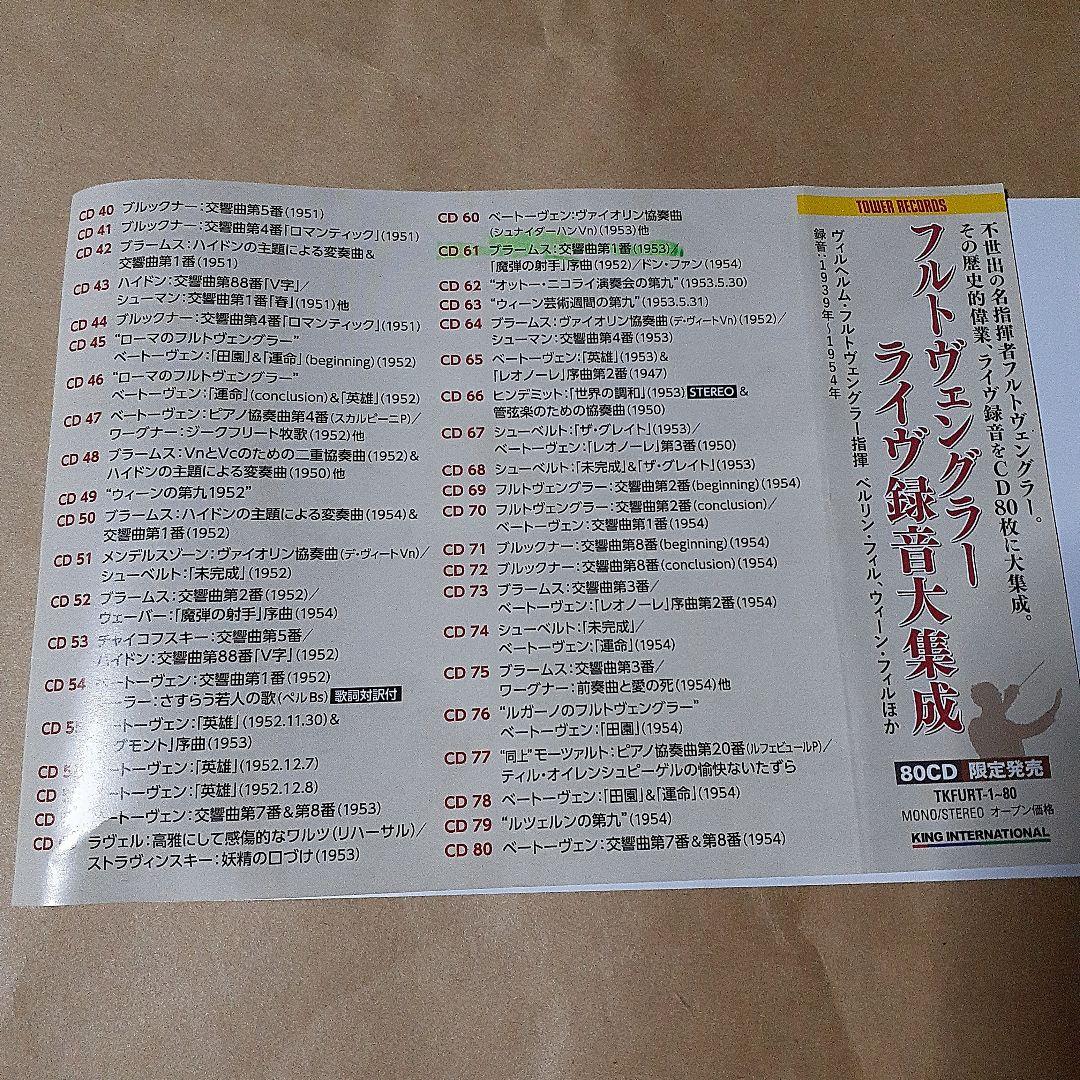 CD 40 ブルックナー:交響曲第5番(1951)
CD 41 ブルックナー:交響曲第4番「ロマンティック」(1951)
CD 42 ブラームス:ハイドンの主題による変奏曲&
交響曲第1番(1951)
CD 43 ハイドン:交響曲第88番「V字」/
シューマン:交響曲第1番「春」(1951)他
CD 44 ブルックナー:交響曲第4番「ロマンティック」(1951)
CD 45 "ローマのフルトヴェングラー"
ベートーヴェン:「田園」&「運命」(beginning)(1952)
CD 46 "ローマのフルトヴェングラー"
ベートーヴェン:「運命」(conclusion)&「英雄」(1952)
CD 47 ベートーヴェン:ピアノ協奏曲第4番(スカルピーニP)/
ワーグナー:ジークフリート牧歌(1952)他
CD 48 ブラームス:VnとVcのための二重協奏曲(1952)&
ハイドンの主題による変奏曲(1950)他
CD 49 "ウィーンの第九1952"
CD 50 ブラームス:ハイドンの主題による変奏曲(1954)&
交響曲第1番(1952)
CD 51 メンデルスゾーン:ヴァイオリン協奏曲(デ・ヴィートVn)/
シューベルト:「未完成」(1952)
CD 52 ブラームス:交響曲第2番(1952)/
ウェーバー:「魔弾の射手」序曲(1954)
CD 53 チャイコフスキー:交響曲第5番/
ハイドン:交響曲第88番「V字」(1952)
CD 54 ベートーヴェン:交響曲第1番(1952)
ーラー:さすらう若人の歌(ペルBs) 歌詞対訳付
CD 55 ートーヴェン:「英雄」(1952.11.30)&
グモント」序曲(1953)
CD ートーヴェン:「英雄」(1952.12.7)
ートーヴェン:「英雄」(1952.12.8)
CD ートーヴェン:交響曲第7番&第8番(1953)
CD ラヴェル:高雅にして感傷的なワルツ(リハーサル)/
ストラヴィンスキー:妖精の口づけ(1953)
CD 60 ベートーヴェン:ヴァイオリン協奏曲
(シュナイダーハンVn)(1953)他
CD 61 ブラームス:交響曲第1番(1953)/
「魔弾の射手」序曲(1952)/ドン・ファン(1954)
CD 62 "オットー・ニコライ演奏会の第九"(1953.5.30)
CD 63 "ウィーン芸術週間の第九"(1953.5.31)
CD 64 ブラームス:ヴァイオリン協奏曲(デ・ヴィートVn)(1952)/
シューマン:交響曲第4番(1953)
CD 65 ベートーヴェン:「英雄」(1953)&
「レオノーレ」序曲第2番(1947)
CD 66 ヒンデミット:「世界の調和」(1953) STEREO &
管弦楽のための協奏曲(1950)
CD 67 シューベルト:「ザ・グレイト」(1953)/
ベートーヴェン:「レオノーレ」第3番(1950)
CD 68 シューベルト:「未完成」&「ザ・グレイト」(1953)
CD 69 フルトヴェングラー:交響曲第2番(beginning)(1954)
CD 70 フルトヴェングラー:交響曲第2番(conclusion)/
ベートーヴェン:交響曲第1番(1954)
CD 71 ブルックナー:交響曲第8番(beginning)(1954)
CD 72 ブルックナー:交響曲第8番(conclusion)(1954)
CD 73 ブラームス:交響曲第3番/
ベートーヴェン:「レオノーレ」序曲第2番(1954)
CD 74 シューベルト:「未完成」/
ベートーヴェン:「運命」(1954)
CD 75 ブラームス:交響曲第3番/
ワーグナー:前奏曲と愛の死(1954)他
CD 76 "ルガーノのフルトヴェングラー"
ベートーヴェン:「田園」(1954)
CD 77 "同上"モーツァルト:ピアノ協奏曲第20番(ルフェビュールP)/
ティル・オイレンシュピーゲルの愉快ないたずら
CD 78 ベートーヴェン:「田園」&「運命」(1954)
CD 79 "ルツェルンの第九"(1954)
CD 80 ベートーヴェン:交響曲第7番&第8番(1954)
TOWER RECORDS
不世出の名指揮者フルトヴェングラー。
その歴史的偉業、ライヴ録音をCD80枚に大集成。
フルトヴェングラー
ライヴ録音大集成
ヴィルヘルム・フルトヴェングラー指揮 ベルリン・フィル、ウィーン・フィルほか
録音:1939年〜1954年
80CD 限定発売
TKFURT-1~80
MONO/STEREO オープン価格
KING INTERNATIONAL